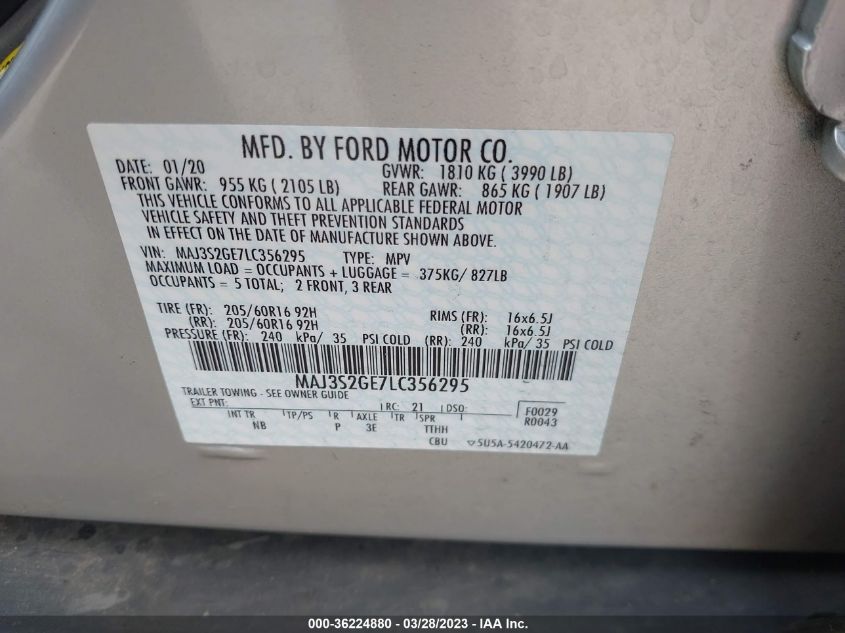 MFD. BY FORD MOTOR CO.
DATE: 01/20 GVWR: 1810 KG ( 3990 LB)
FRONT GAWR: 955 KG ( 2105 LB) REAR GAWR: 865 KG ( 1907 LB)
THIS VEHICLE CONFORMS TO ALL APPLICABLE FEDERAL MOTOR
VEHICLE SAFETY AND THEFT PREVENTION STANDARDS
IN EFFECT ON THE DATE OF MANUFACTURE SHOWN ABOVE.
VIN: MAJ3S2GE7LC356295 TYPE: MPV
MAXIMUM LOAD = OCCUPANTS + LUGGAGE = 375KG/ 827LB
OCCUPANTS = 5 TOTAL; 2 FRONT, 3 REAR
TIRE (FR): 205/60R16 92H RIMS (FR): 16x6.5J
(RR): 205/60R16 92H (RR): 16x6.5J
PRESSURE (FR): 240 kPa/ 35 PSI COLD (RR): 240 kPa/ 35 PSI COLD
MAJ3S2GE7LC356295
TRAILER TOWING - SEE OWNER GUIDE
EXT PNT: RC: 21 DSO: F0029
R0043
INT TR TP/PS R AXLE TR SPR
NB P 3E TTHH
CBU 5U5A-5420472-AA
000-36224880 - 03/28/2023 - IAA Inc.